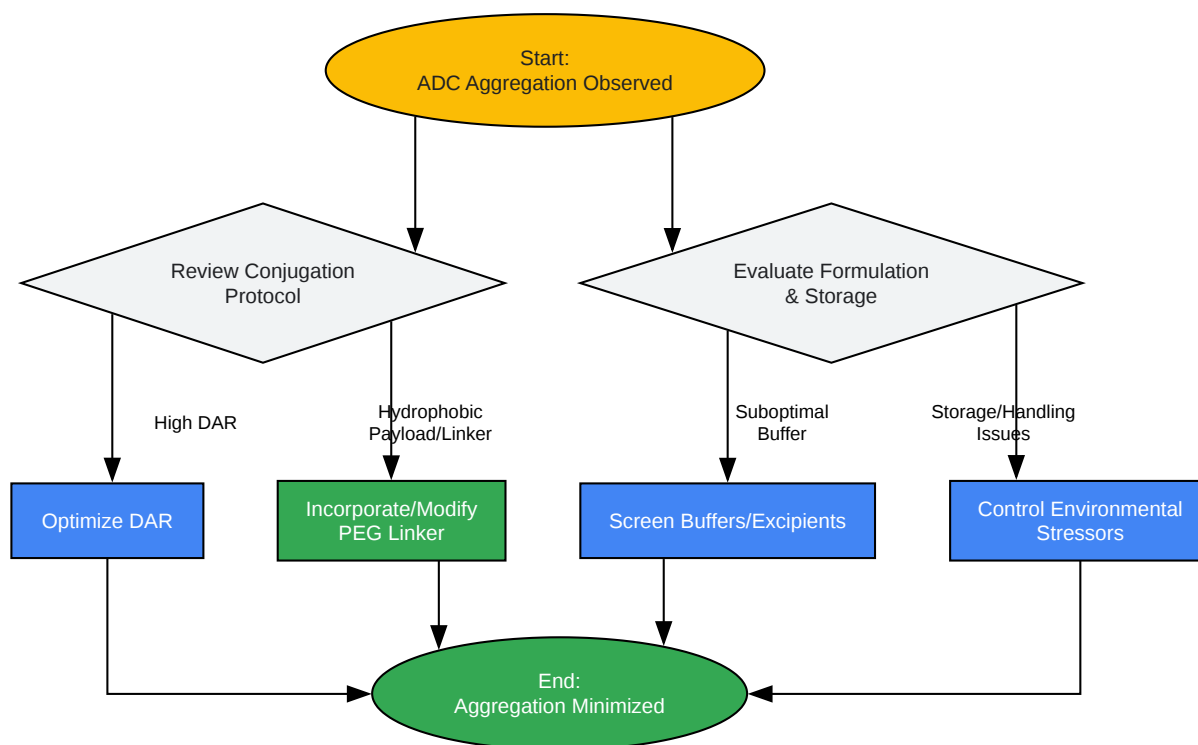 Start:
ADC Aggregation Observed
Review Conjugation
Protocol
Evaluate Formulation
& Storage
High DAR
Hydrophobic
Payload/Linker
Suboptimal
Buffer
Storage/Handling
Issues
Optimize DAR
Incorporate/Modify
PEG Linker
Screen Buffers/Excipients
Control Environmental
Stressors
End:
Aggregation Minimized